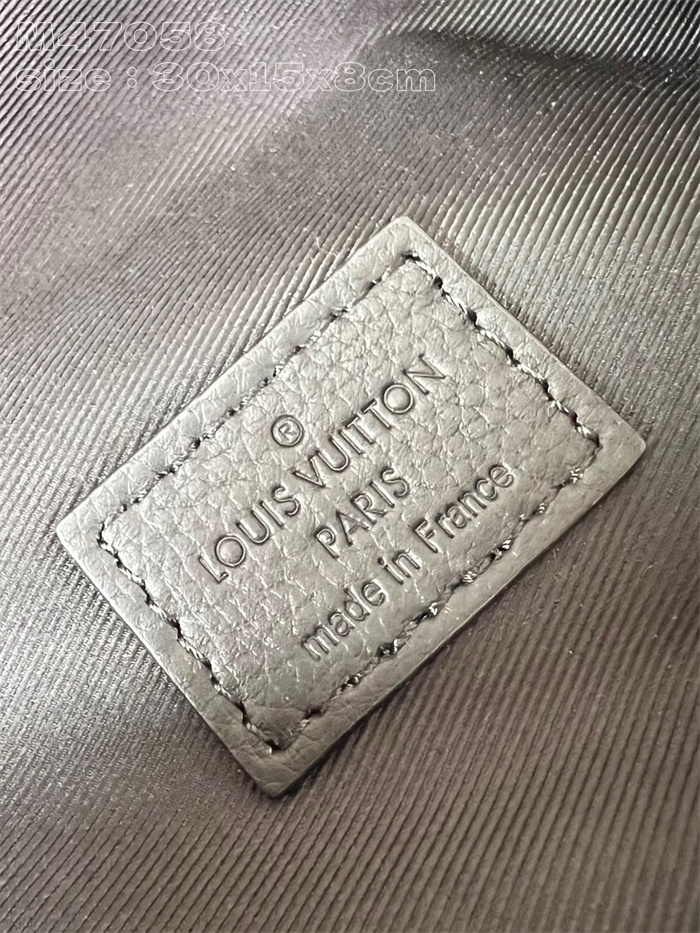 M47058
size : 30x15x8cm
®
LOUIS VUITTON
PARIS
made in France